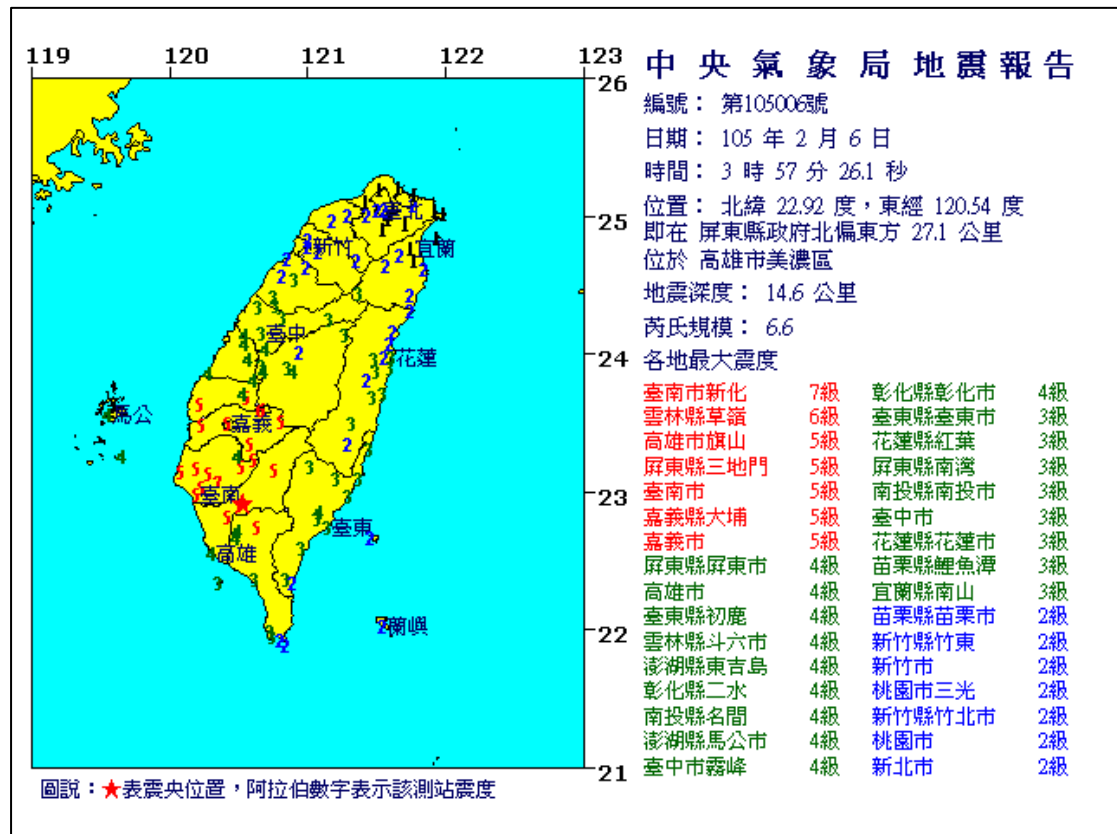 119 120 121 122 123
26
25
24
23
22
21
臺北
新竹
宜蘭
臺中
花蓮
馬公
嘉義
臺南
臺東
高雄
蘭嶼
圖說：★表震央位置，阿拉伯數字表示該測站震度
中央氣象局地震報告
編號： 第105006號
日期： 105 年 2 月 6 日
時間： 3 時 57 分 26.1 秒
位置： 北緯 22.92 度，東經 120.54 度
即在 屏東縣政府北偏東方 27.1 公里
位於 高雄市美濃區
地震深度： 14.6 公里
芮氏規模： 6.6
各地最大震度
臺南市新化 7級 彰化縣彰化市 4級
雲林縣草嶺 6級 臺東縣臺東市 3級
高雄市旗山 5級 花蓮縣紅葉 3級
屏東縣三地門 5級 屏東縣南灣 3級
臺南市 5級 南投縣南投市 3級
嘉義縣大埔 5級 臺中市 3級
嘉義市 5級 花蓮縣花蓮市 3級
屏東縣屏東市 4級 苗栗縣鯉魚潭 3級
高雄市 4級 宜蘭縣南山 3級
臺東縣初鹿 4級 苗栗縣苗栗市 2級
雲林縣斗六市 4級 新竹縣竹東 2級
澎湖縣東吉島 4級 新竹市 2級
彰化縣二水 4級 桃園市三光 2級
南投縣名間 4級 新竹縣竹北市 2級
澎湖縣馬公市 4級 桃園市 2級
臺中市霧峰 4級 新北市 2級